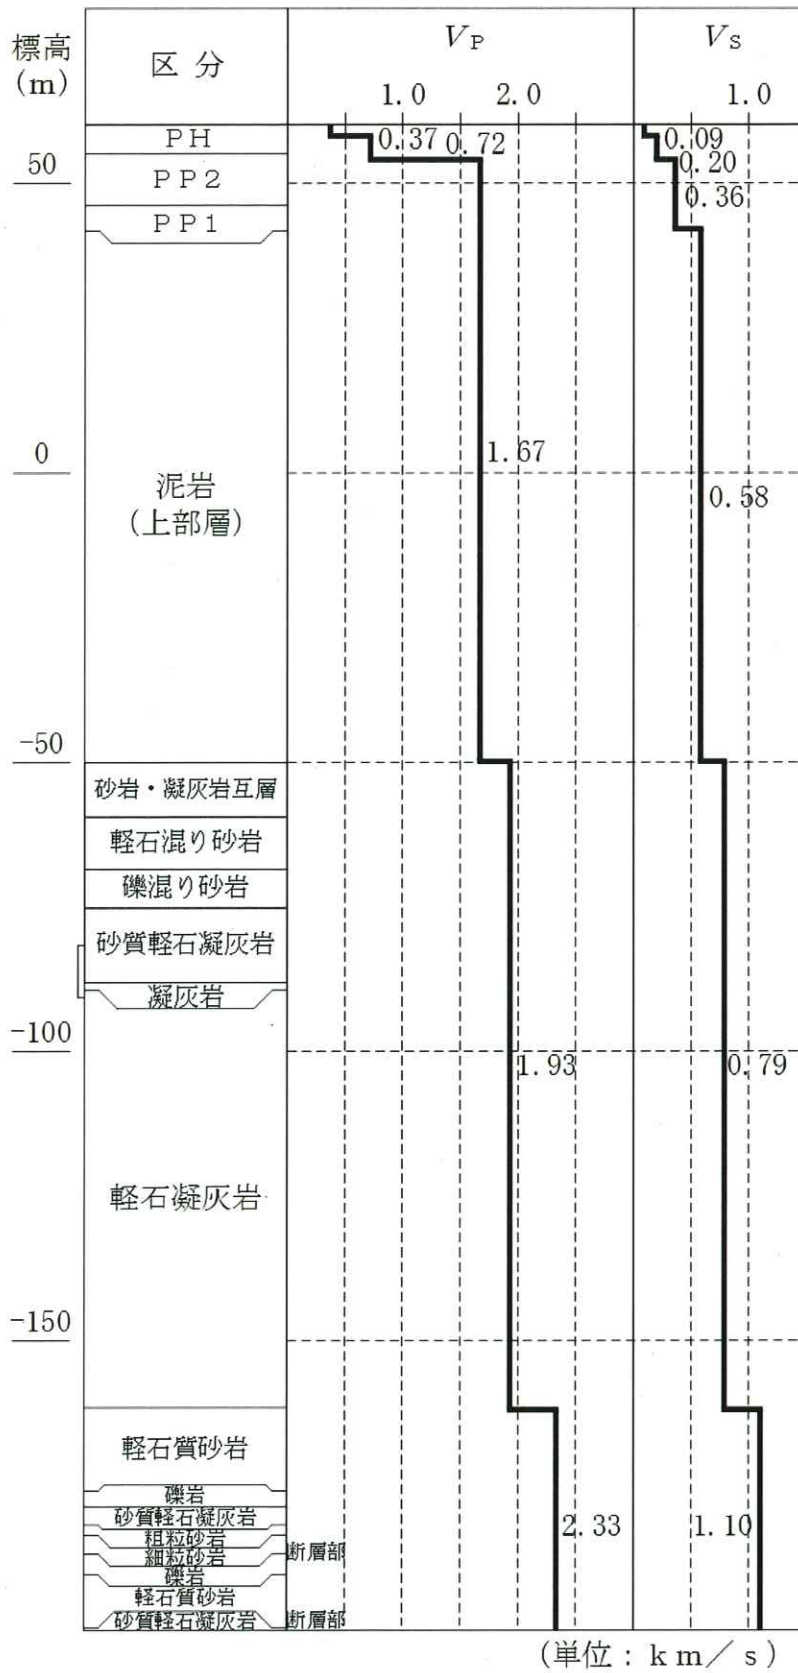 標高
(m)
区 分
VP
VS
1.0
2.0
1.0
PH
0.37
0.72
0.09
0.20
50
PP2
0.36
PP1
0
1.67
泥岩
(上部層)
0.58
-50
砂岩・凝灰岩互層
軽石混り砂岩
礫混り砂岩
砂質軽石凝灰岩
凝灰岩
-100
1.93
0.79
軽石凝灰岩
-150
軽石質砂岩
礫岩
砂質軽石凝灰岩
2.33
1.10
粗粒砂岩
細粒砂岩
断層部
礫岩
軽石質砂岩
砂質軽石凝灰岩
断層部
(単位：km／s)